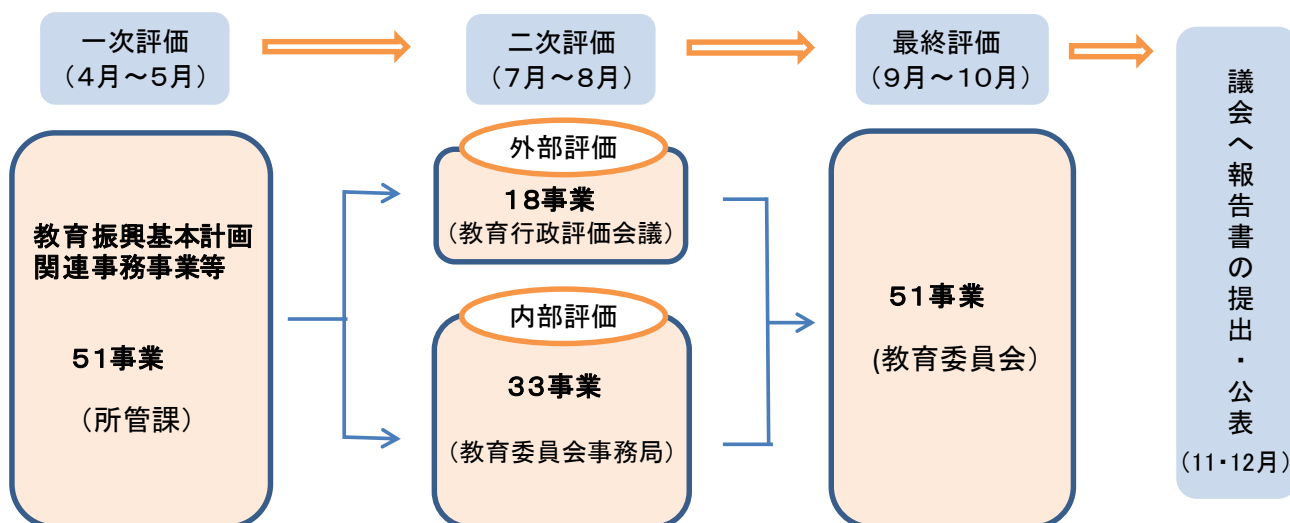 一次評価
（４月～５月）
二次評価
（７月～８月）
最終評価
（９月～１０月）
議会へ報告書の提出・公表
（11・12月）
教育振興基本計画
関連事務事業等
５１事業
（所管課）
外部評価
１８事業
（教育行政評価会議）
内部評価
３３事業
（教育委員会事務局）
５１事業
(教育委員会）